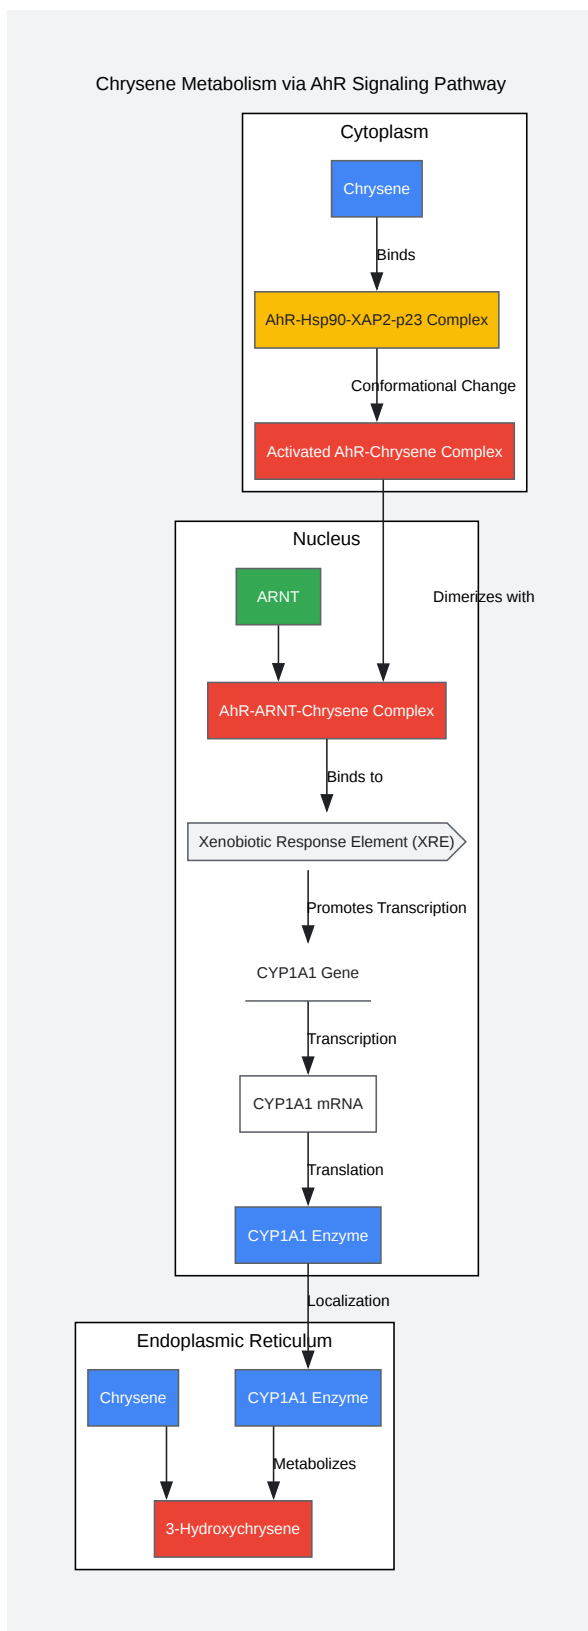 Chrysene Metabolism via AhR Signaling Pathway
Cytoplasm
Chrysene
Binds
AhR-Hsp90-XAP2-p23 Complex
Conformational Change
Activated AhR-Chrysene Complex
Nucleus
ARNT
Dimerizes with
AhR-ARNT-Chrysene Complex
Binds to
Xenobiotic Response Element (XRE)
Promotes Transcription
CYP1A1 Gene
Transcription
CYP1A1 mRNA
Translation
CYP1A1 Enzyme
Localization
Endoplasmic Reticulum
Chrysene
CYP1A1 Enzyme
Metabolizes
3-Hydroxychrysene